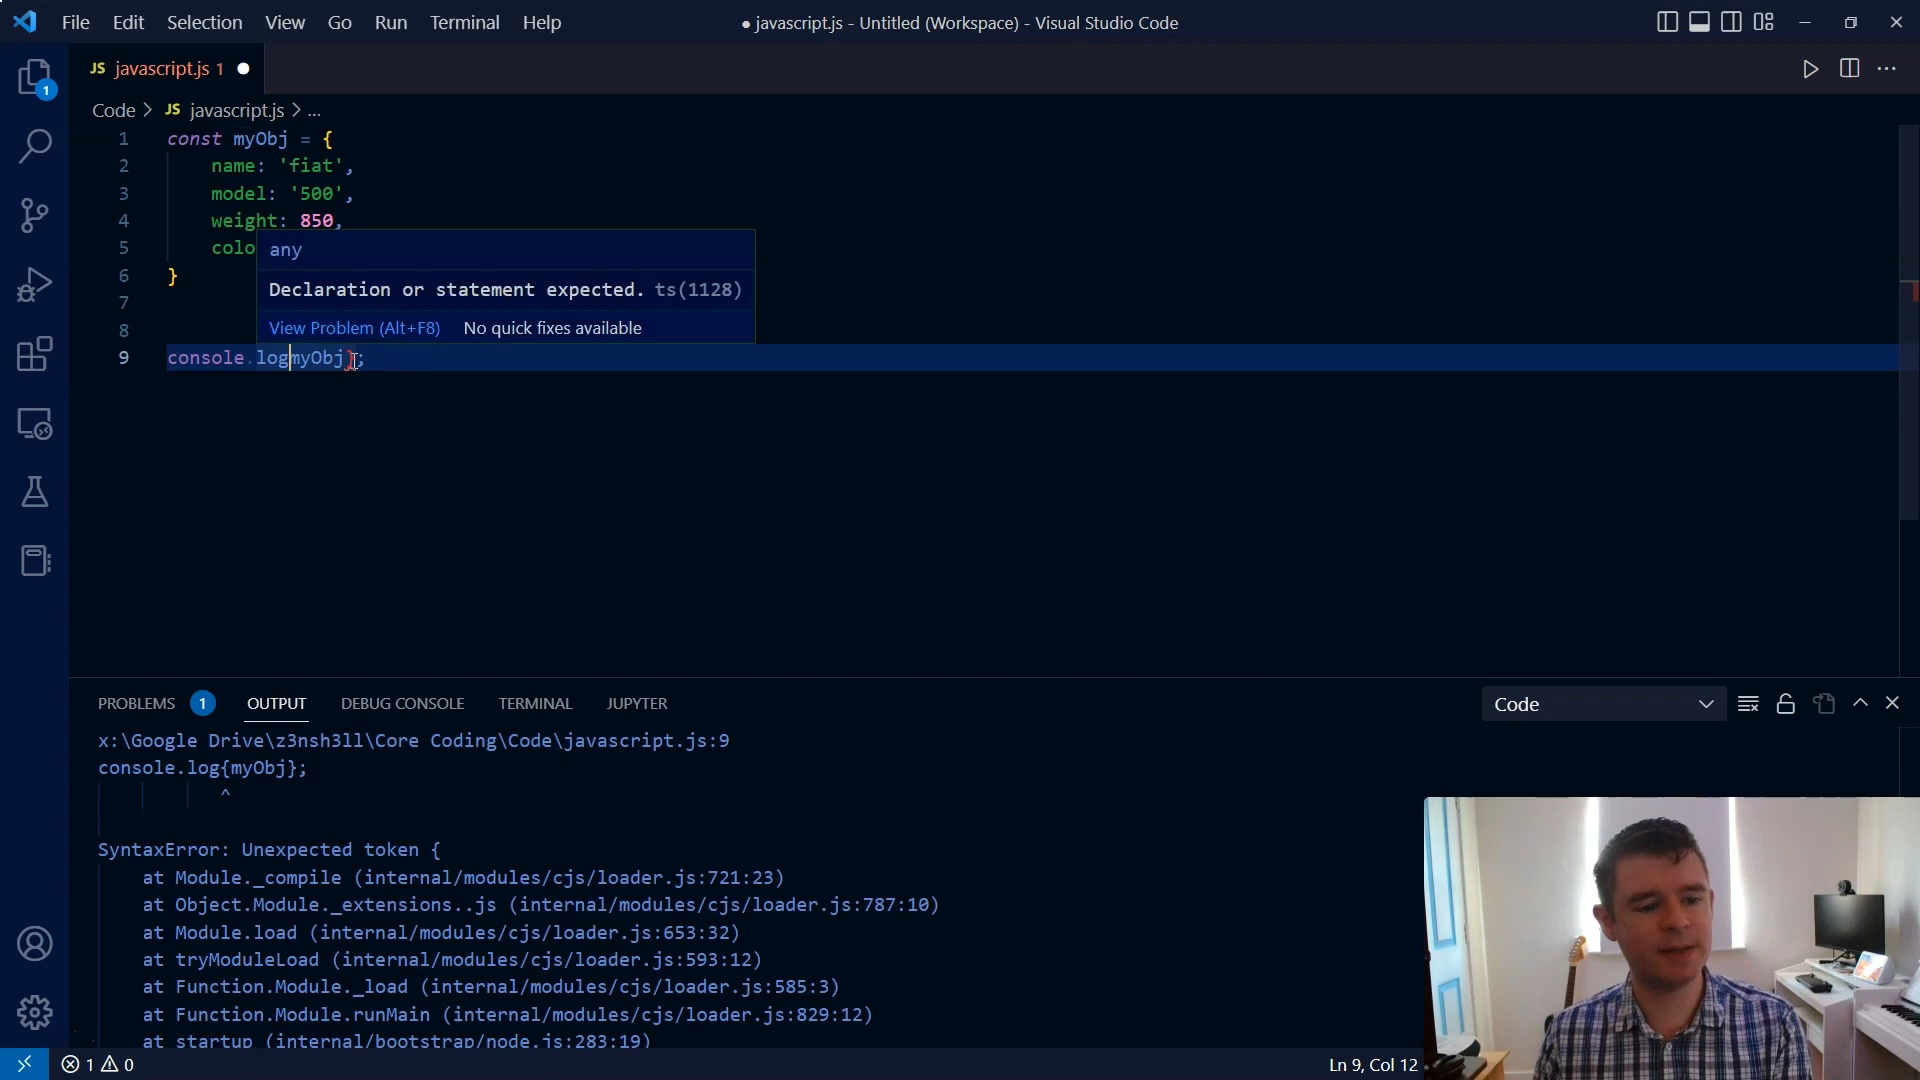 File Edit Selection View Go Run Terminal Help
● javascript.js - Untitled (Workspace) - Visual Studio Code
JS javascript.js 1 ●
1
Code > JS javascript.js > ...
1 const myObj = {
2 name: 'fiat',
3 model: '500',
4 weight: 850,
5 colo
6 }
7
8
9 console.logmyObj};
any
Declaration or statement expected. ts(1128)
View Problem (Alt+F8) No quick fixes available
PROBLEMS 1 OUTPUT DEBUG CONSOLE TERMINAL JUPYTER
Code
x:\Google Drive\z3nsh3ll\Core Coding\Code\javascript.js:9
console.log{myObj};
^
SyntaxError: Unexpected token {
at Module._compile (internal/modules/cjs/loader.js:721:23)
at Object.Module._extensions..js (internal/modules/cjs/loader.js:787:10)
at Module.load (internal/modules/cjs/loader.js:653:32)
at tryModuleLoad (internal/modules/cjs/loader.js:593:12)
at Function.Module._load (internal/modules/cjs/loader.js:585:3)
at Function.Module.runMain (internal/modules/cjs/loader.js:829:12)
at startup (internal/bootstrap/node.js:283:19)
1 0
Ln 9, Col 12